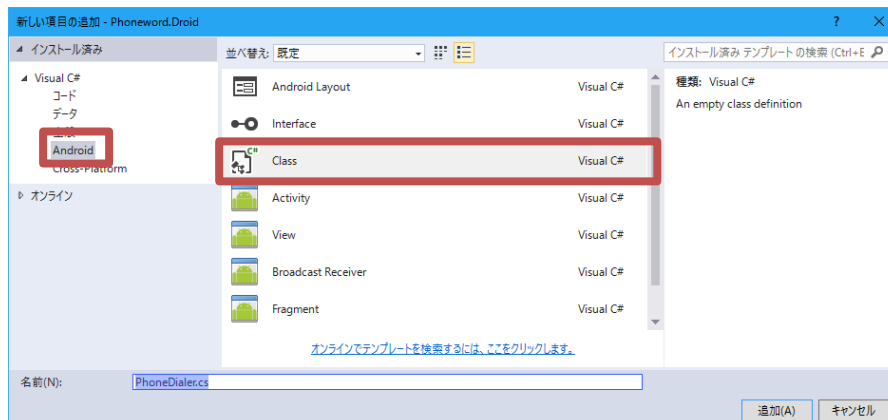 新しい項目の追加 - Phoneword.Droid
? ×
インストール済み
並べ替え: 既定
インストール済み テンプレート の検索 (Ctrl+E
Visual C#
コード
データ
Android
Cross-Platform
オンライン
Android Layout Visual C#
Interface Visual C#
C# Class Visual C#
Activity Visual C#
View Visual C#
Broadcast Receiver Visual C#
Fragment Visual C#
種類: Visual C#
An empty class definition
オンラインでテンプレートを検索するには、ここをクリックします。
名前(N): PhoneDialer.cs
追加(A) キャンセル